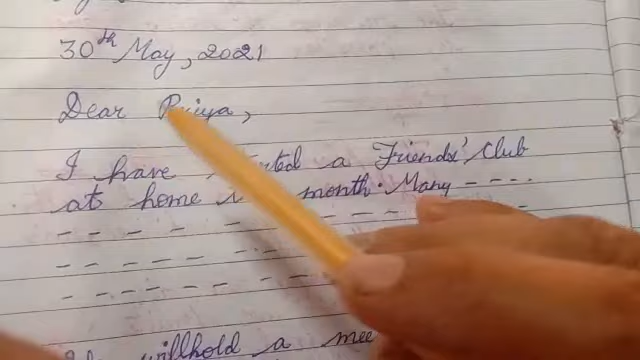 30th May, 2021
Dear Priya,
I have a Friends' Club
at home month. Many ----
will hold a